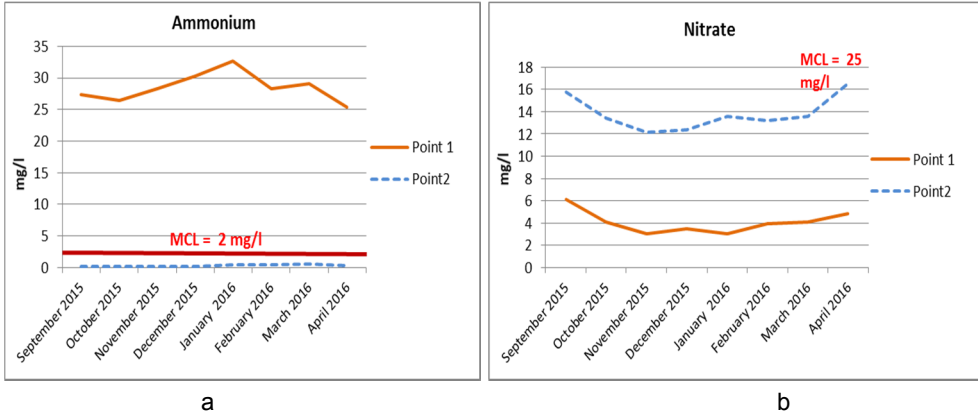 Ammonium
35
30
25
20
15
10
5
0
mg/l
MCL = 2 mg/l
Point 1
Point2
September 2015
October 2015
November 2015
December 2015
January 2016
February 2016
March 2016
April 2016
a
Nitrate
MCL = 25
mg/l
18
16
14
12
10
8
6
4
2
0
mg/l
Point 1
Point2
September 2015
October 2015
November 2015
December 2015
January 2016
February 2016
March 2016
April 2016
b